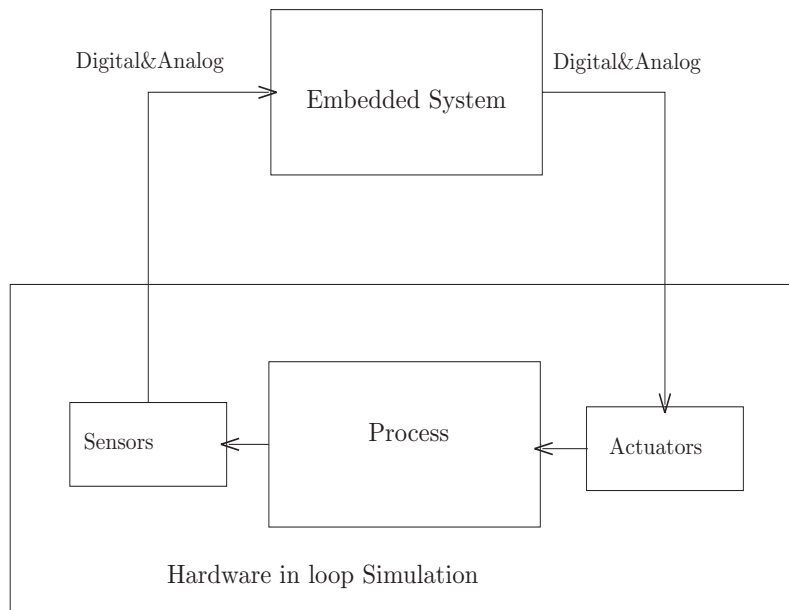 Digital&Analog
Digital&Analog
Embedded System
Process
Sensors
Actuators
Hardware in loop Simulation